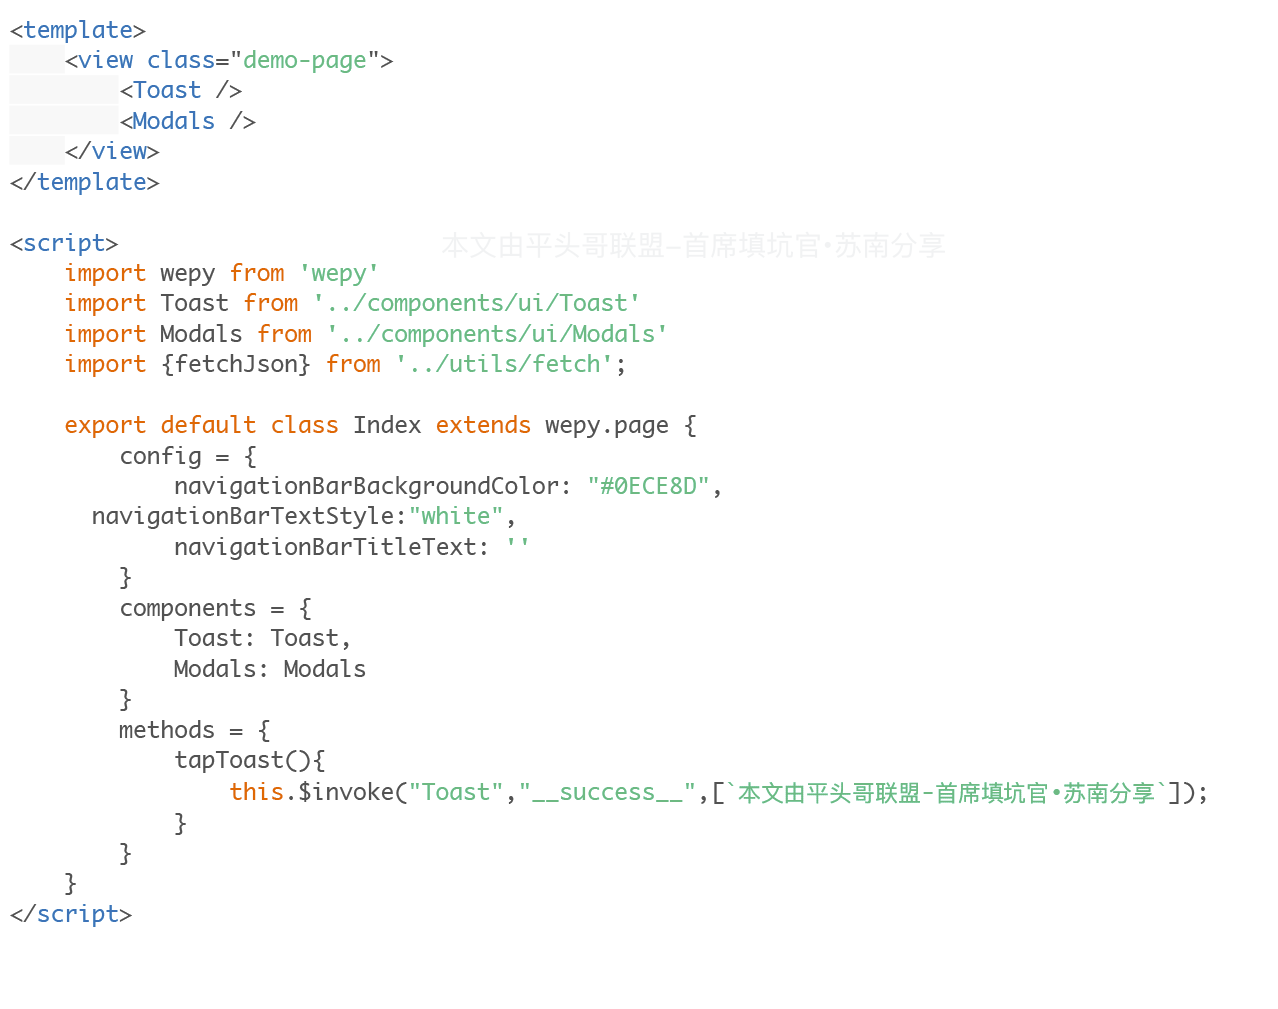 <template>
    <view class="demo-page">
        <Toast />
        <Modals />
    </view>
</template>

<script>
本文由平头哥联盟-首席填坑官•苏南分享
    import wepy from 'wepy'
    import Toast from '../components/ui/Toast'
    import Modals from '../components/ui/Modals'
    import {fetchJson} from '../utils/fetch';

    export default class Index extends wepy.page {
        config = {
            navigationBarBackgroundColor: "#0ECE8D",
      navigationBarTextStyle:"white",
            navigationBarTitleText: ''
        }
        components = {
            Toast: Toast,
            Modals: Modals
        }
        methods = {
            tapToast(){
                this.$invoke("Toast","__success__",[`本文由平头哥联盟-首席填坑官•苏南分享`]);
            }
        }
    }
</script>